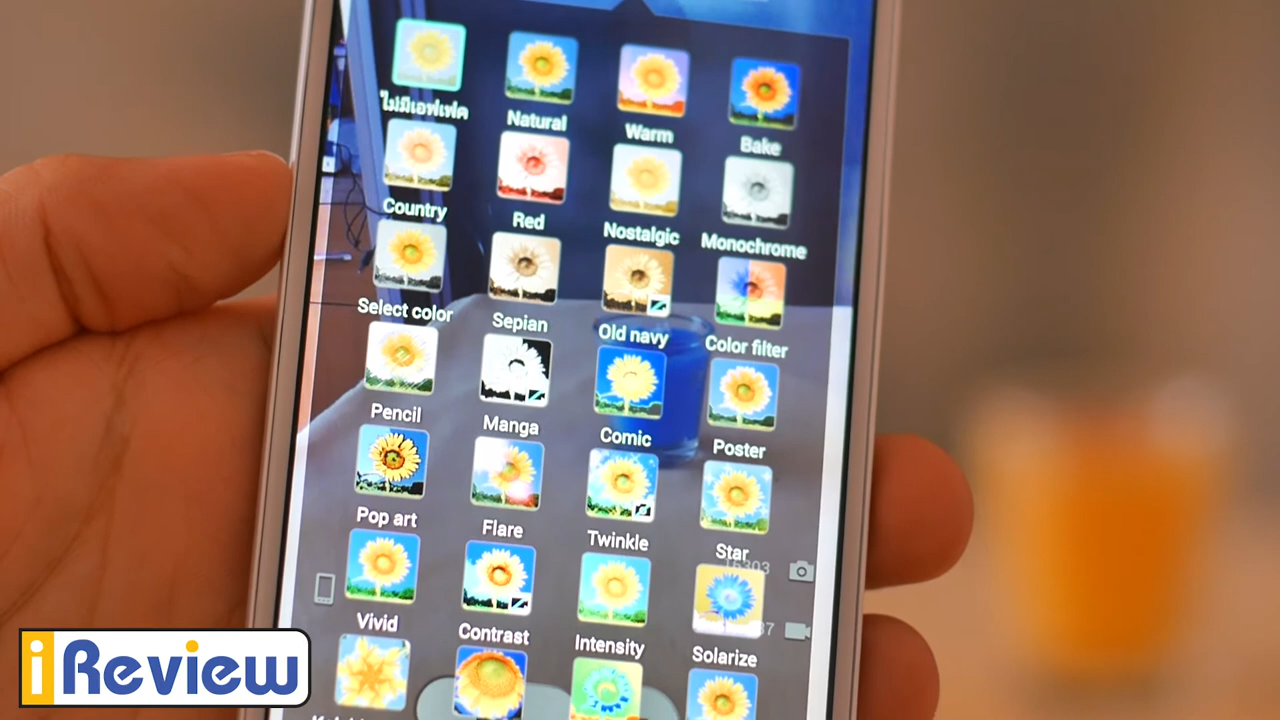 ไม่มีเอฟเฟค
Natural
Warm
Bake
Country
Red
Nostalgic
Monochrome
Select color
Sepian
Old navy
Color filter
Pencil
Manga
Comic
Poster
Pop art
Flare
Twinkle
Star
16303
Vivid
Contrast
Intensity
Solarize
iReview